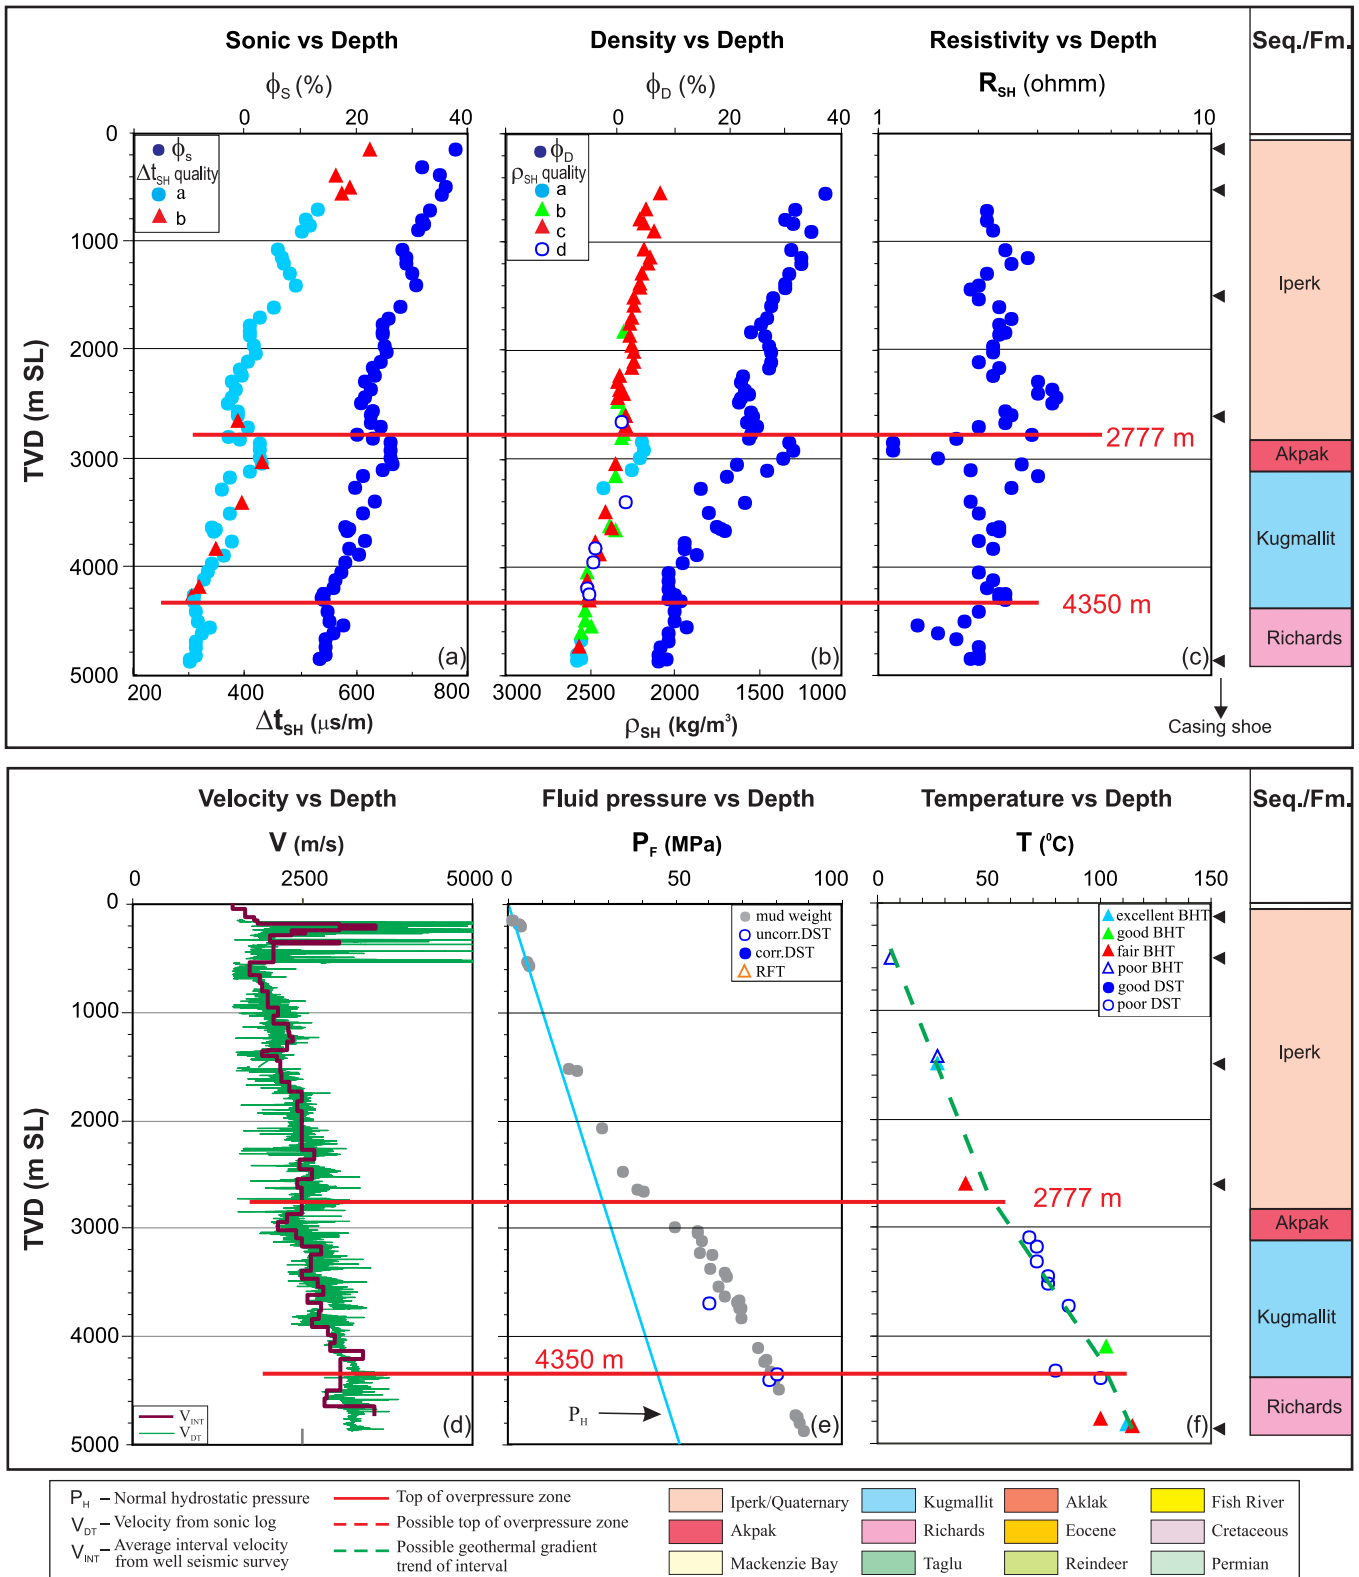 Sonic vs Depth Density vs Depth Resistivity vs Depth Seq./Fm.
ϕS (%) ϕD (%) RSH (ohmm)
0 20 40 0 20 40 1 10
0
1000
2000
3000
4000
5000
TVD (m SL)
ϕs
ΔtSH quality
a
b
ϕD
ρSH quality
a
b
c
d
2777 m
4350 m
(a) (b) (c)
Iperk
Akpak
Kugmallit
Richards
200 400 600 800 3000 2500 2000 1500 1000
ΔtSH (μs/m) ρSH (kg/m³)
Casing shoe
Velocity vs Depth Fluid pressure vs Depth Temperature vs Depth Seq./Fm.
V (m/s) PF (MPa) T (⁰C)
0 2500 5000 0 50 100 0 50 100 150
0
1000
2000
3000
4000
5000
TVD (m SL)
mud weight
uncorr.DST
corr.DST
RFT
excellent BHT
good BHT
fair BHT
poor BHT
good DST
poor DST
2777 m
4350 m
PH
VINT
VDT
(d) (e) (f)
Iperk
Akpak
Kugmallit
Richards
PH – Normal hydrostatic pressure
VDT – Velocity from sonic log
VINT – Average interval velocity
from well seismic survey
Top of overpressure zone
Possible top of overpressure zone
Possible geothermal gradient
trend of interval
Iperk/Quaternary Kugmallit Aklak Fish River
Akpak Richards Eocene Cretaceous
Mackenzie Bay Taglu Reindeer Permian